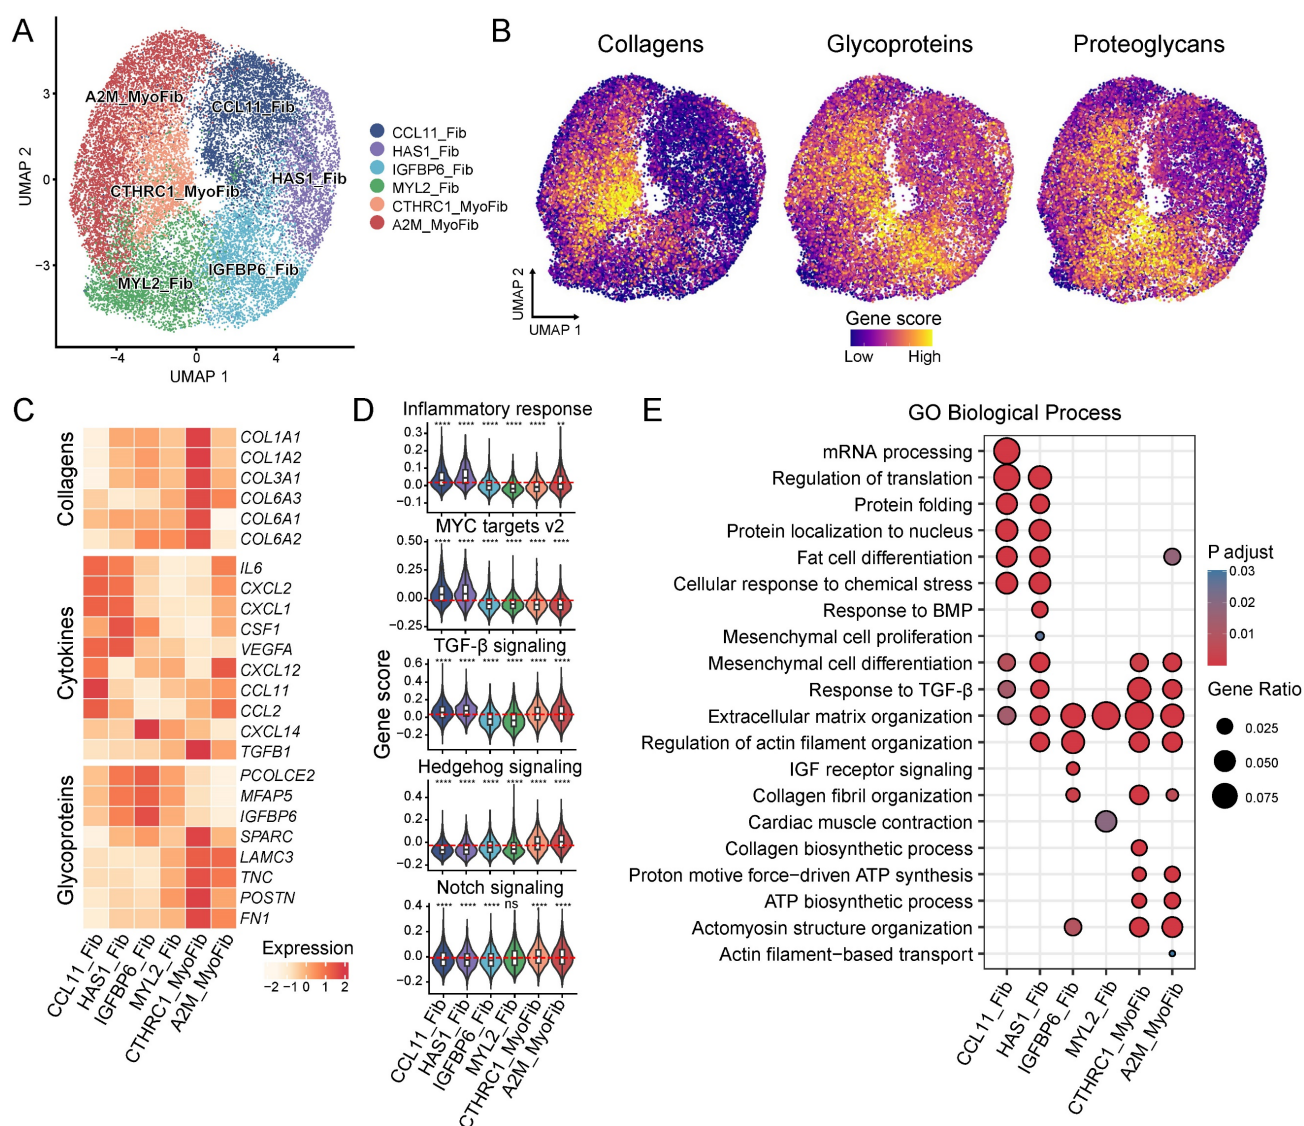 A
UMAP 2
3
0
−3
−4
0
4
UMAP 1
A2M_MyoFib
CCL11_Fib
CTHRC1_MyoFib
HAS1_Fib
MYL2_Fib
IGFBP6_Fib
CCL11_Fib
HAS1_Fib
IGFBP6_Fib
MYL2_Fib
CTHRC1_MyoFib
A2M_MyoFib
B
Collagens
Glycoproteins
Proteoglycans
UMAP 2
UMAP 1
Gene score
Low
High
C
Collagens
COL1A1
COL1A2
COL3A1
COL6A3
COL6A1
COL6A2
Cytokines
IL6
CXCL2
CXCL1
CSF1
VEGFA
CXCL12
CCL11
CCL2
CXCL14
TGFB1
Glycoproteins
PCOLCE2
MFAP5
IGFBP6
SPARC
LAMC3
TNC
POSTN
FN1
CCL11_Fib
HAS1_Fib
IGFBP6_Fib
MYL2_Fib
CTHRC1_MyoFib
A2M_MyoFib
Expression
−2 −1 0 1 2
D
Gene score
Inflammatory response
**** **** **** **** **** **
0.3
0.2
0.1
0.0
−0.1
MYC targets v2
**** **** **** **** **** ****
0.50
0.25
0.00
−0.25
TGF-β signaling
**** **** **** **** **** ****
0.6
0.4
0.2
0.0
−0.2
Hedgehog signaling
**** **** **** **** **** ****
0.4
0.2
0.0
−0.2
Notch signaling
**** **** **** ns **** ****
0.4
0.2
0.0
−0.2
CCL11_Fib
HAS1_Fib
IGFBP6_Fib
MYL2_Fib
CTHRC1_MyoFib
A2M_MyoFib
E
GO Biological Process
mRNA processing
Regulation of translation
Protein folding
Protein localization to nucleus
Fat cell differentiation
Cellular response to chemical stress
Response to BMP
Mesenchymal cell proliferation
Mesenchymal cell differentiation
Response to TGF-β
Extracellular matrix organization
Regulation of actin filament organization
IGF receptor signaling
Collagen fibril organization
Cardiac muscle contraction
Collagen biosynthetic process
Proton motive force−driven ATP synthesis
ATP biosynthetic process
Actomyosin structure organization
Actin filament−based transport
CCL11_Fib
HAS1_Fib
IGFBP6_Fib
MYL2_Fib
CTHRC1_MyoFib
A2M_MyoFib
P adjust
0.03
0.02
0.01
Gene Ratio
0.025
0.050
0.075